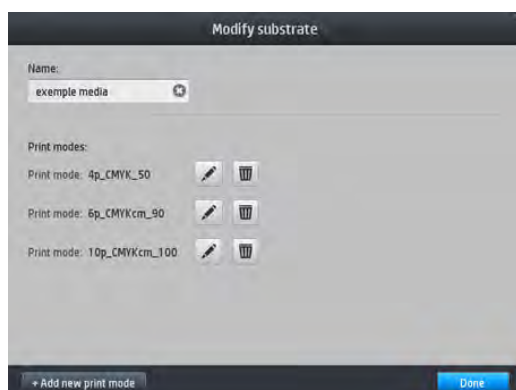 Modify substrate
Name:
exemple media
Print modes:
Print mode: 4p_CMYK_50
Print mode: 6p_CMYKcm_90
Print mode: 10p_CMYKcm_100
+ Add new print mode
Done